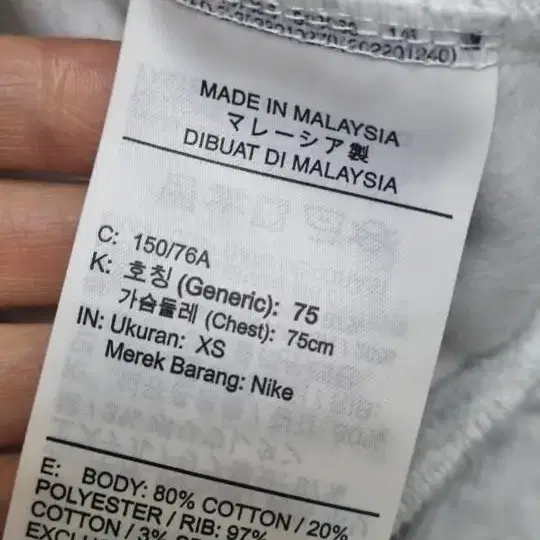 MADE IN MALAYSIA
マレーシア製
DIBUAT DI MALAYSIA
C: 150/76A
K: 호칭 (Generic): 75
가슴둘레 (Chest): 75cm
IN: Ukuran: XS
Merek Barang: Nike
E: BODY: 80% COTTON / 20%
POLYESTER / RIB: 97%
COTTON / 3%